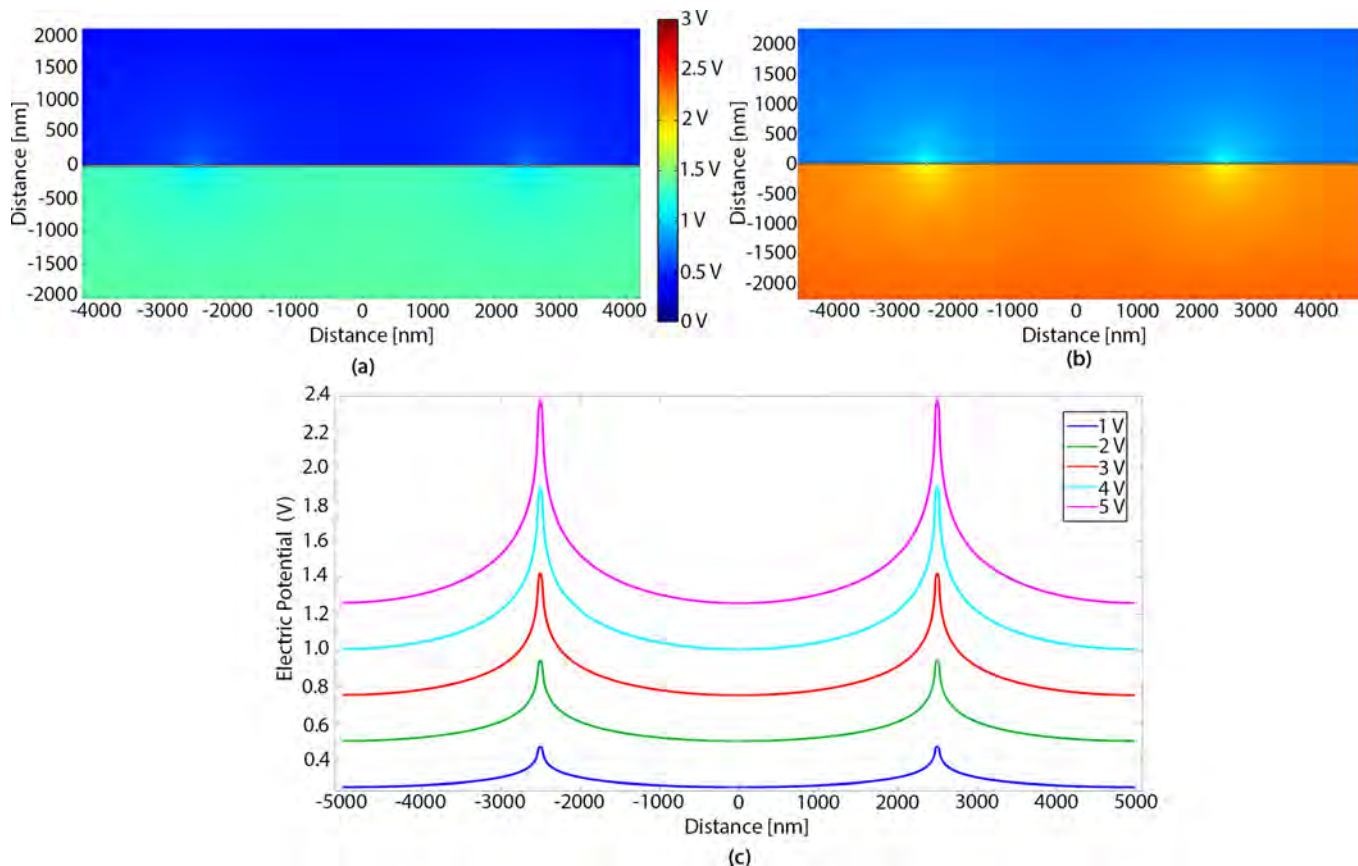 2000
1500
1000
500
0
-500
-1000
-1500
-2000
Distance [nm]
-4000 -3000 -2000 -1000 0 1000 2000 3000 4000
Distance [nm]
(a)
3 V
2.5 V
2 V
1.5 V
1 V
0.5 V
0 V
2000
1500
1000
500
0
-500
-1000
-1500
-2000
Distance [nm]
-4000 -3000 -2000 -1000 0 1000 2000 3000 4000
Distance [nm]
(b)
2.4
2.2
2.0
1.8
1.6
1.4
1.2
1.0
0.8
0.6
0.4
Electric Potential (V)
1 V
2 V
3 V
4 V
5 V
-5000 -4000 -3000 -2000 -1000 0 1000 2000 3000 4000 5000
Distance [nm]
(c)